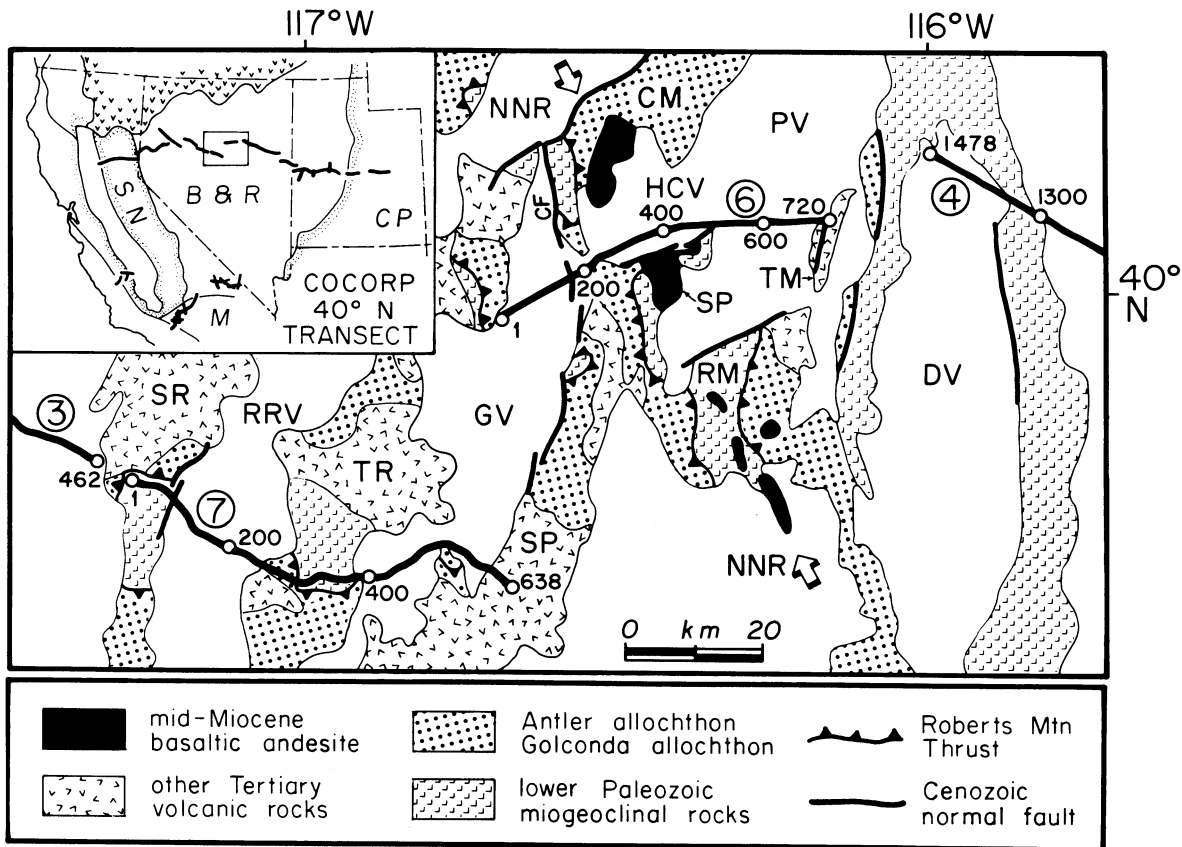 117°W
116°W
NNR
CM
PV
1478
HCV
6
4
CF
400
720
1300
600
SN
B & R
CP
TM
40°
N
200
SP
1
COCORP
40° N
TRANSECT
M
SR
RRV
GV
RM
DV
3
462
1
TR
7
200
SP
NNR
400
638
0 km 20
mid-Miocene
basaltic andesite
Antler allochthon
Golconda allochthon
Roberts Mtn
Thrust
other Tertiary
volcanic rocks
lower Paleozoic
miogeoclinal rocks
Cenozoic
normal fault